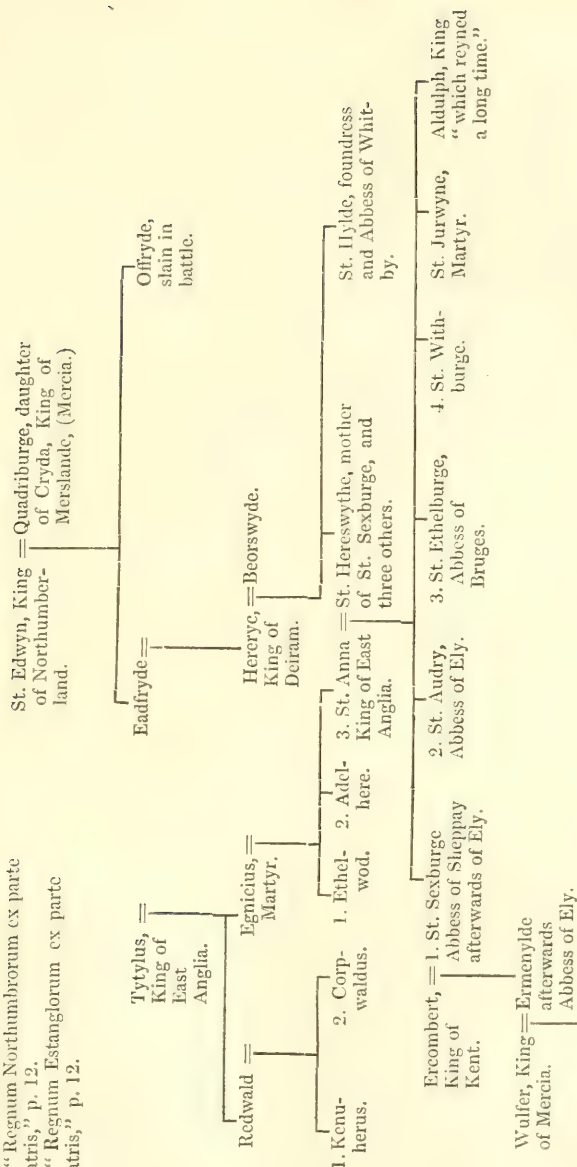 “ Regnum Northumbrorum ex parte
atris,” p. 12.
“ Regnum Estanglorum ex parte
atris,” p. 12.
St. Edwyn, King = Quadriburge, daughter
of Northumber- of Cryda, King of
land. Merslande, (Mercia.)
Eadfryde =
Offryde,
slain in
battle.
Tytylus, =
King of
East
Anglia.
Hereryc, = Beorswyde.
King of
Deiram.
Redwald =
Egnicius, =
Martyr.
1. Kenu-
herus.
2. Corp-
waldus.
1. Ethel-
wod.
2. Adel-
here.
3. St. Anna = St. Hereswythe, mother
King of East of St. Sexburge, and
Anglia. three others.
St. Hylde, foundress
and Abbess of Whit-
by.
Ercombert, = 1. St. Sexburge
King of Abbess of Sheppay
Kent. afterwards of Ely.
2. St. Audry,
Abbess of Ely.
3. St. Ethelburge,
Abbess of
Bruges.
4. St. With-
burge.
St. Jurwyne,
Martyr.
Aldulph, King
“ which reyned
a long time.”
Wulfer, King = Ermenylde
of Mercia. afterwards
Abbess of Ely.